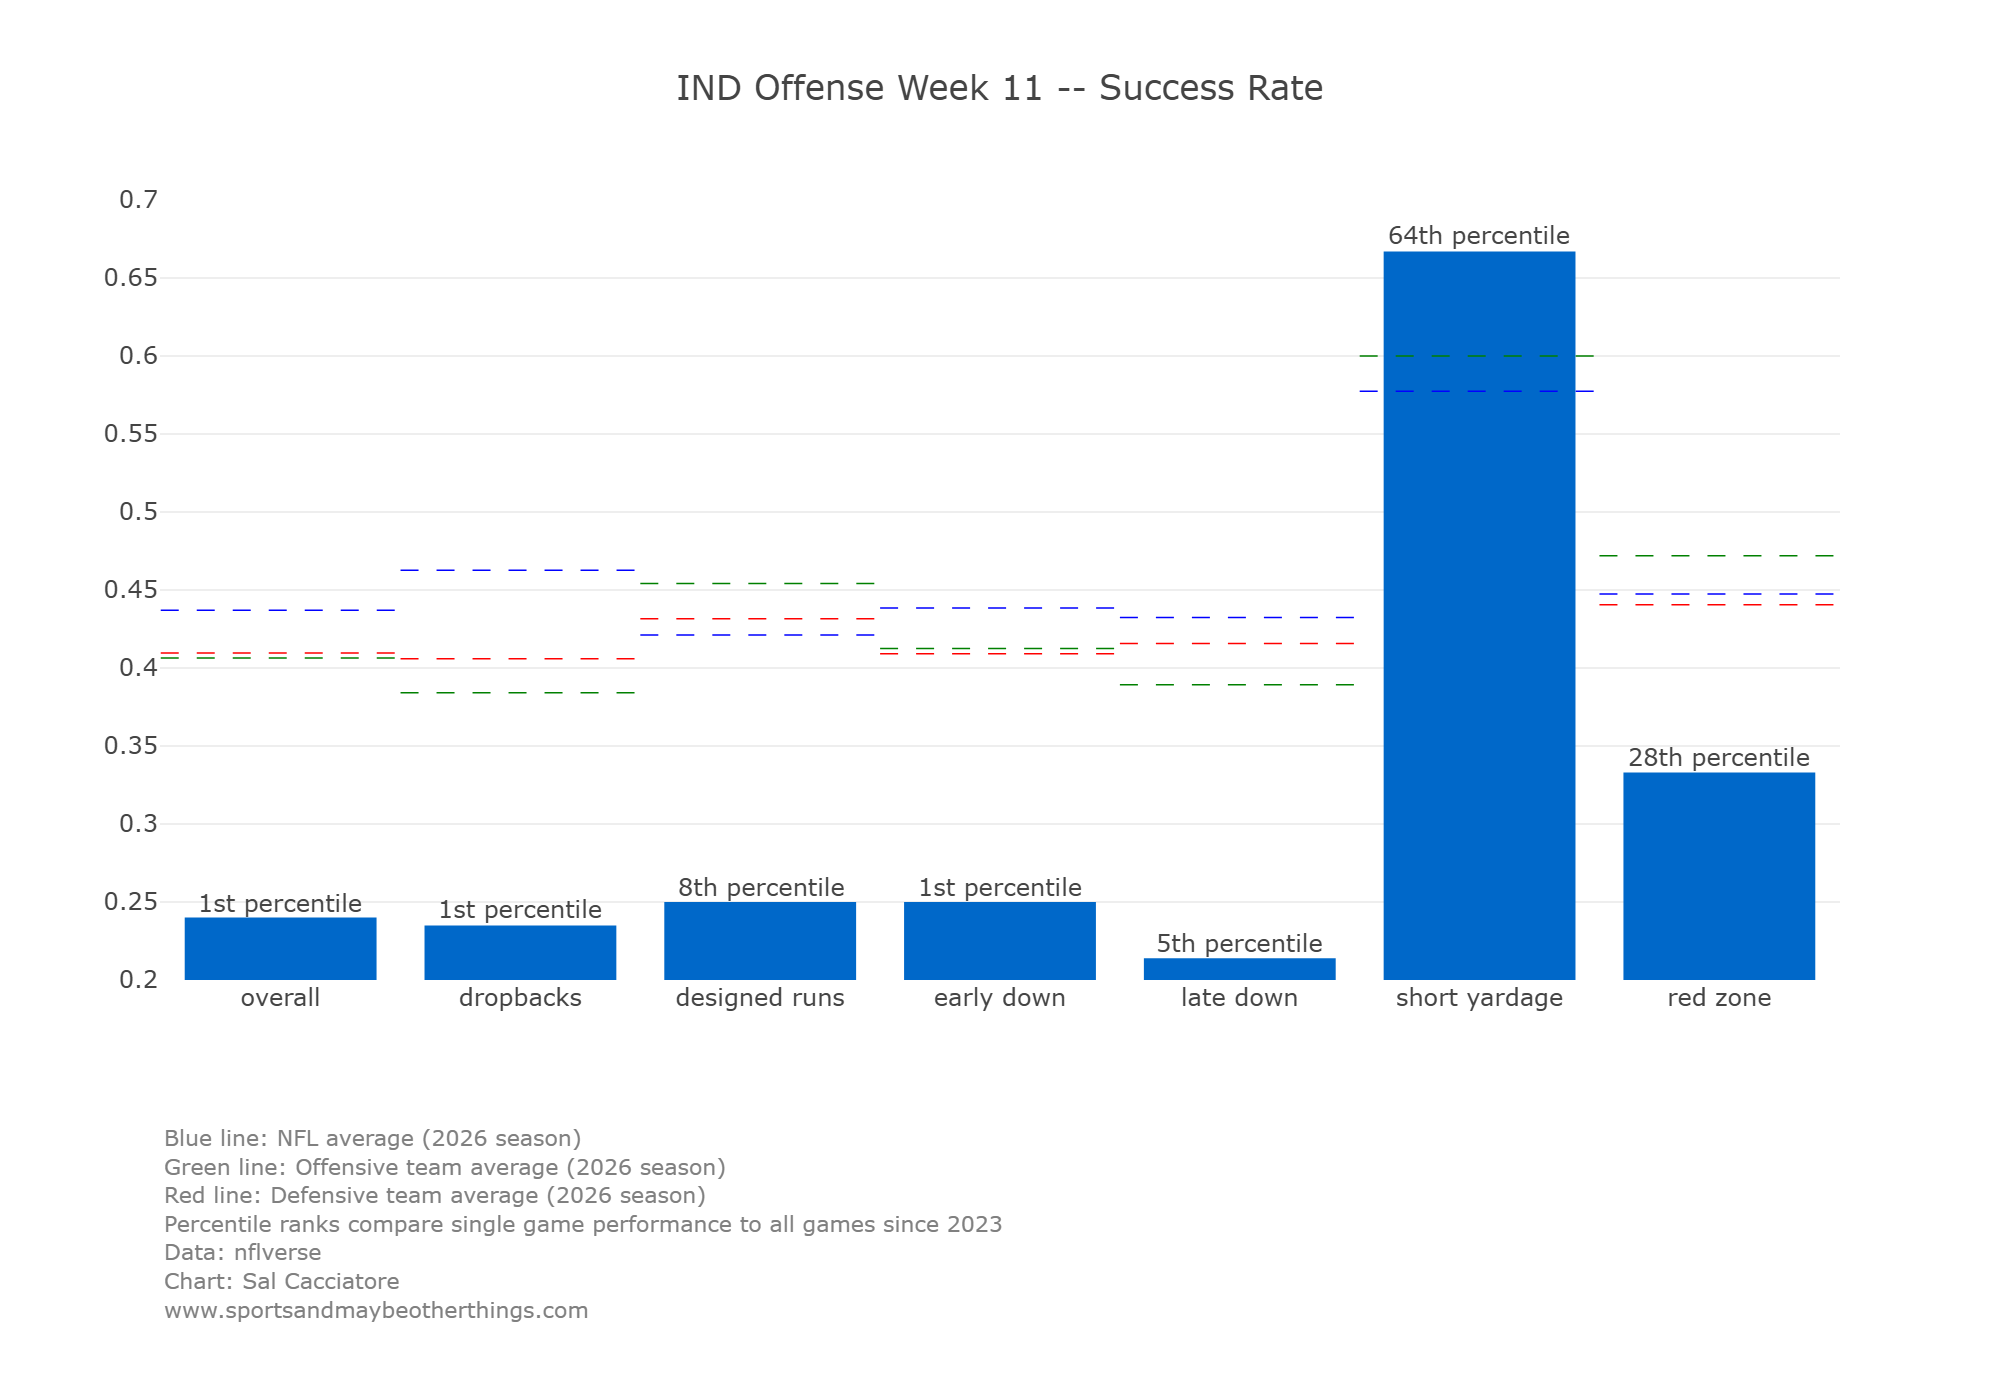 IND Offense Week 11 -- Success Rate
0.7
0.65
0.6
0.55
0.5
0.45
0.4
0.35
0.3
0.25
0.2
64th percentile
28th percentile
1st percentile
1st percentile
8th percentile
1st percentile
5th percentile
overall
dropbacks
designed runs
early down
late down
short yardage
red zone
Blue line: NFL average (2026 season)
Green line: Offensive team average (2026 season)
Red line: Defensive team average (2026 season)
Percentile ranks compare single game performance to all games since 2023
Data: nflverse
Chart: Sal Cacciatore
www.sportsandmaybeotherthings.com